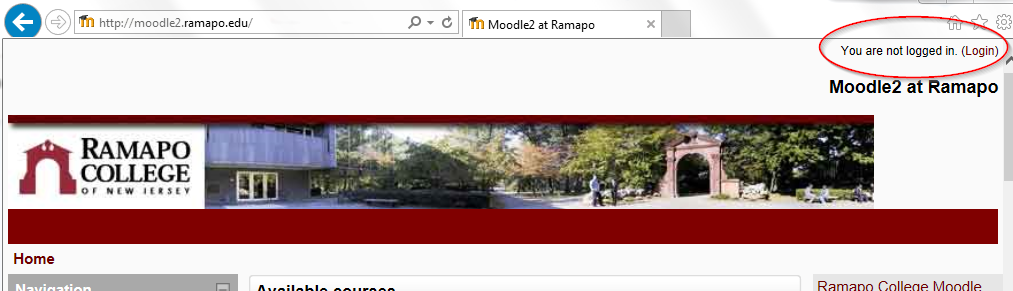 http://moodle2.ramapo.edu/
Moodle2 at Ramapo
You are not logged in. (Login)
Moodle2 at Ramapo
RAMAPO
COLLEGE
OF NEW JERSEY
Home
Navigation
Available courses
Ramapo College Moodle